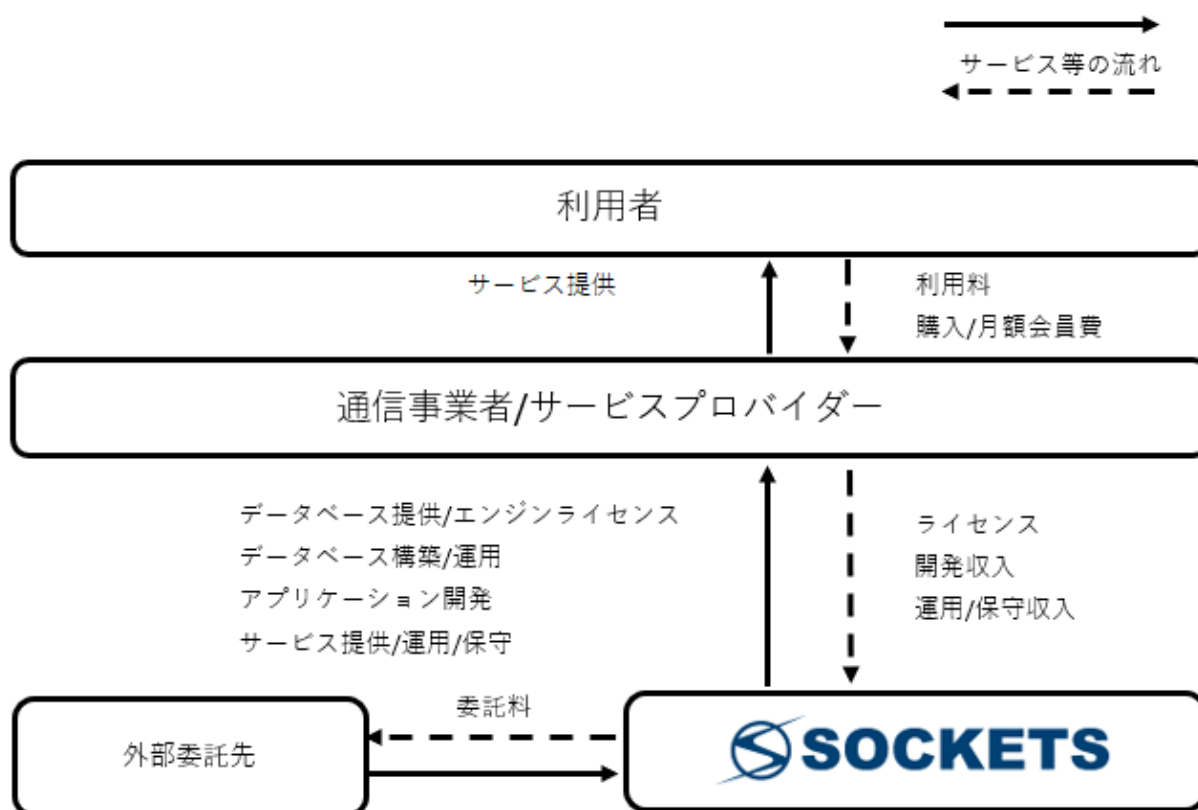 サービス等の流れ
利用者
サービス提供
利用料
購入/月額会員費
通信事業者/サービスプロバイダー
データベース提供/エンジンライセンス
データベース構築/運用
アプリケーション開発
サービス提供/運用/保守
ライセンス
開発収入
運用/保守収入
委託料
外部委託先
SOCKETS